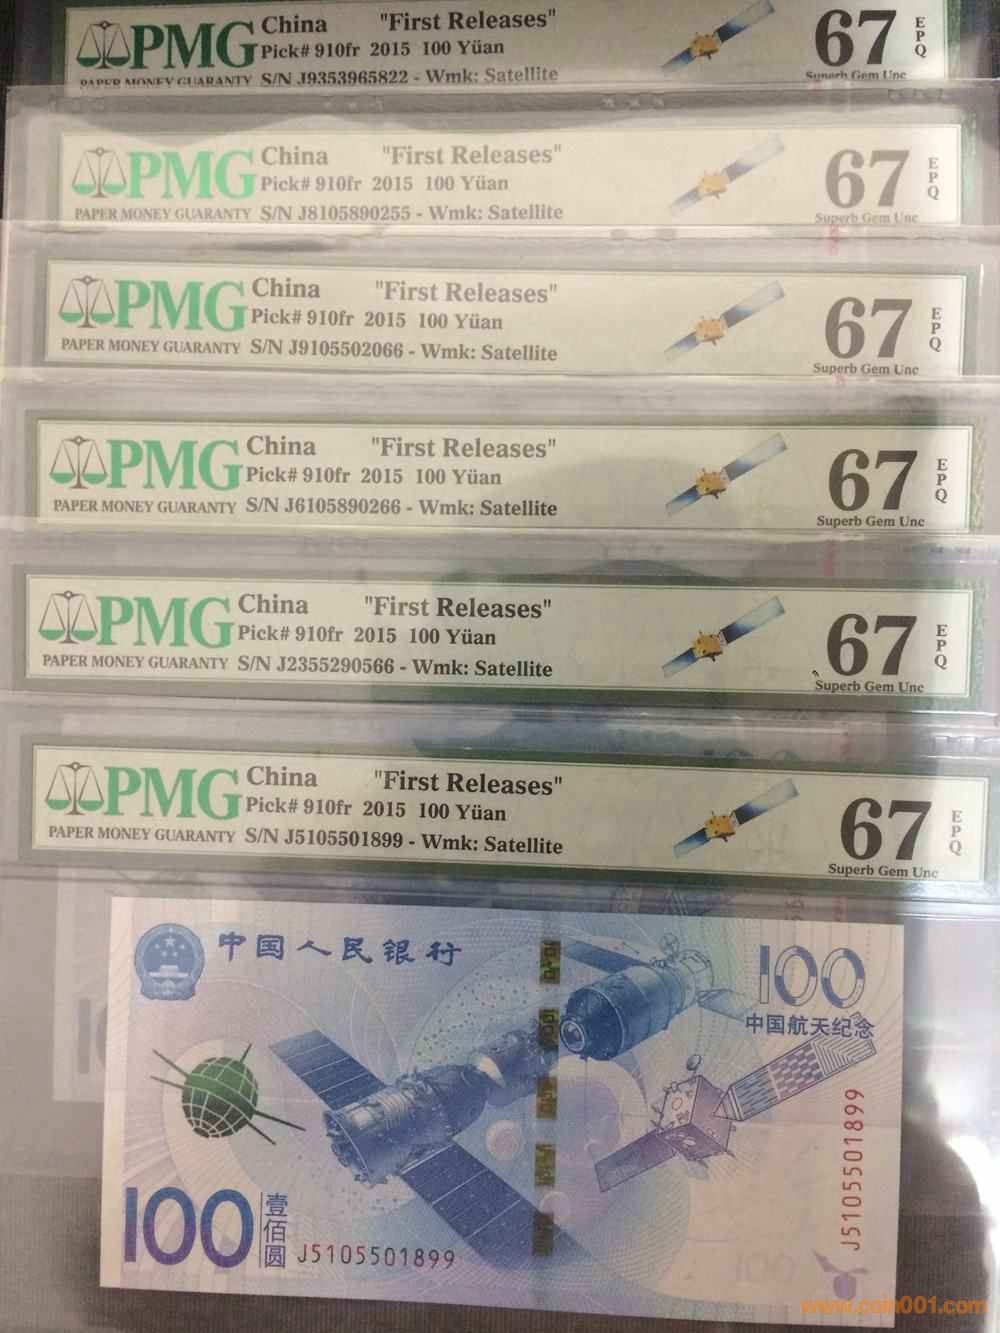 PMG
China "First Releases"
Pick# 910fr 2015 100 Yüan
PAPER MONEY GUARANTY S/N J9353965822 - Wmk: Satellite
67
EPQ
Superb Gem Unc
PMG
China "First Releases"
Pick# 910fr 2015 100 Yüan
PAPER MONEY GUARANTY S/N J8105890255 - Wmk: Satellite
67
EPQ
Superb Gem Unc
PMG
China "First Releases"
Pick# 910fr 2015 100 Yüan
PAPER MONEY GUARANTY S/N J9105502066 - Wmk: Satellite
67
EPQ
Superb Gem Unc
PMG
China "First Releases"
Pick# 910fr 2015 100 Yüan
PAPER MONEY GUARANTY S/N J6105890266 - Wmk: Satellite
67
EPQ
Superb Gem Unc
PMG
China "First Releases"
Pick# 910fr 2015 100 Yüan
PAPER MONEY GUARANTY S/N J2355290566 - Wmk: Satellite
67
EPQ
Superb Gem Unc
PMG
China "First Releases"
Pick# 910fr 2015 100 Yüan
PAPER MONEY GUARANTY S/N J5105501899 - Wmk: Satellite
67
EPQ
Superb Gem Unc
中国人民银行
100
中国航天纪念
J5105501899
100
壹佰圆
J5105501899
www.coin001.com